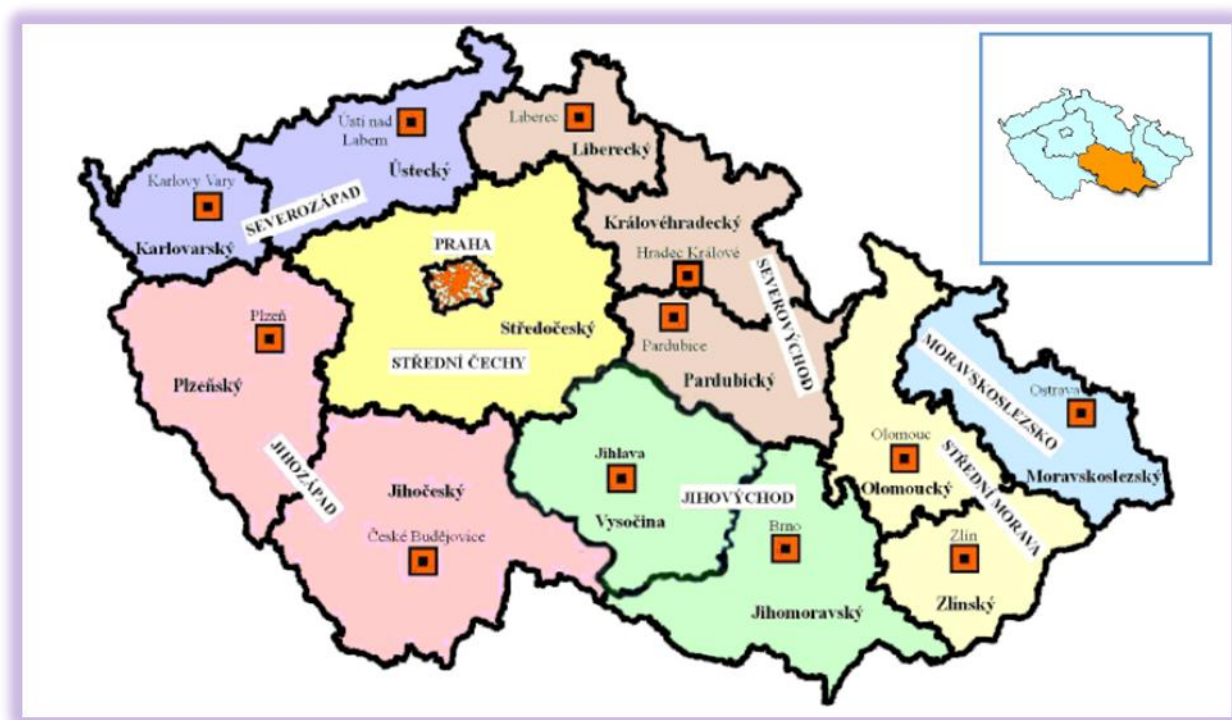 Ústi nad
Labem
Ústecký
Liberec
Liberecký
Karlovy Vary
Karlovarský
SEVEROZÁPAD
PRAHA
Středočeský
STŘEDNÍ ČECHY
Královéhradecký
Hradec Králové
SEVEROVÝCHOD
Pardubice
Pardubický
Plzeň
Plzeňský
JIHOZÁPAD
Jihočeský
České Budějovice
Jihlava
Vysočina
JIHOVÝCHOD
Brno
Jihomoravský
Olomouc
Olomoucký
STŘEDNÍ MORAVA
Zlín
Zlínský
MORAVSKOSLEZSKO
Ostrava
Moravskoslezský